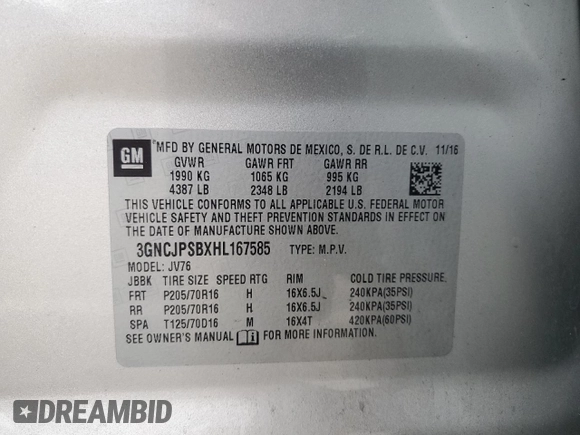 GM
*MFD BY GENERAL MOTORS DE MEXICO, S. DE R.L. DE C.V. 11/16
GVWR GAWR FRT GAWR RR
1990 KG 1065 KG 995 KG
4387 LB 2348 LB 2194 LB
THIS VEHICLE CONFORMS TO ALL APPLICABLE U.S. FEDERAL MOTOR
VEHICLE SAFETY AND THEFT PREVENTION STANDARDS IN EFFECT ON
THE DATE OF MANUFACTURE SHOWN ABOVE.
3GNCJPSBXHL167585 TYPE: M.P.V.
MODEL: JV76
JBBK TIRE SIZE SPEED RTG RIM COLD TIRE PRESSURE
FRT P205/70R16 H 16X6.5J 240KPA(35PSI)
RR P205/70R16 H 16X6.5J 240KPA(35PSI)
SPA T125/70D16 M 16X4T 420KPA(60PSI)
SEE OWNER'S MANUAL FOR MORE INFORMATION
DREAMBID